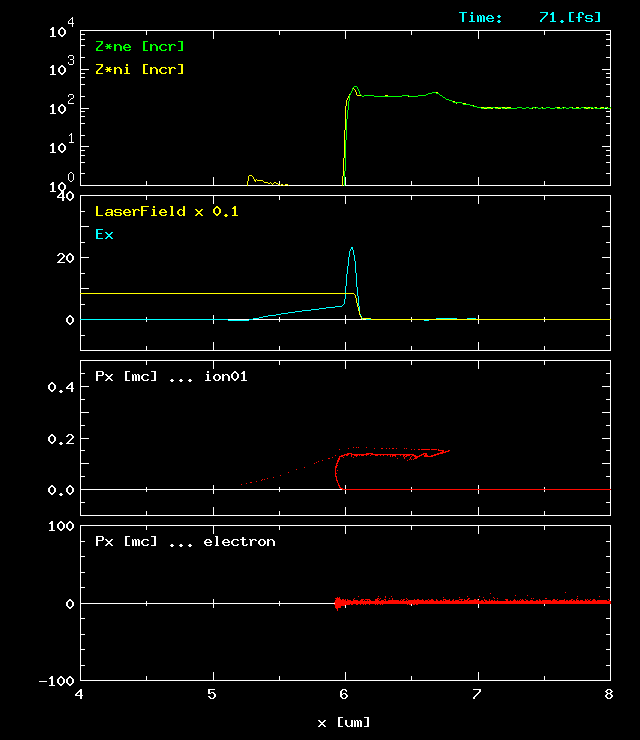 Time: 71.[fs]
10^4
Z*ne [ncr]
Z*ni [ncr]
10^3
10^2
10^1
10^0
40
LaserField x 0.1
Ex
20
0
Px [mc] ... ion01
0.4
0.2
0.0
100
Px [mc] ... electron
0
-100
4 5 6 7 8
x [um]